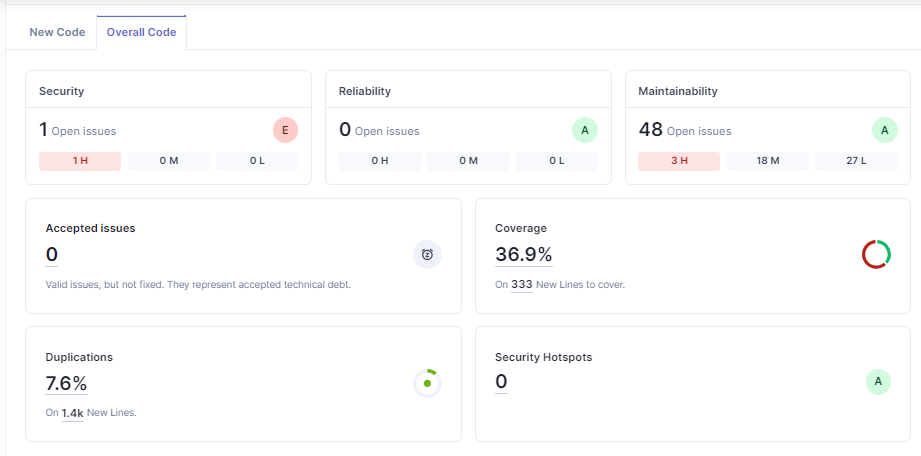 New Code Overall Code
Security
1 Open issues E
1 H 0 M 0 L
Reliability
0 Open issues A
0 H 0 M 0 L
Maintainability
48 Open issues A
3 H 18 M 27 L
Accepted issues
0
Valid issues, but not fixed. They represent accepted technical debt.
Coverage
36.9%
On 333 New Lines to cover.
Duplications
7.6%
On 1.4k New Lines.
Security Hotspots
0 A